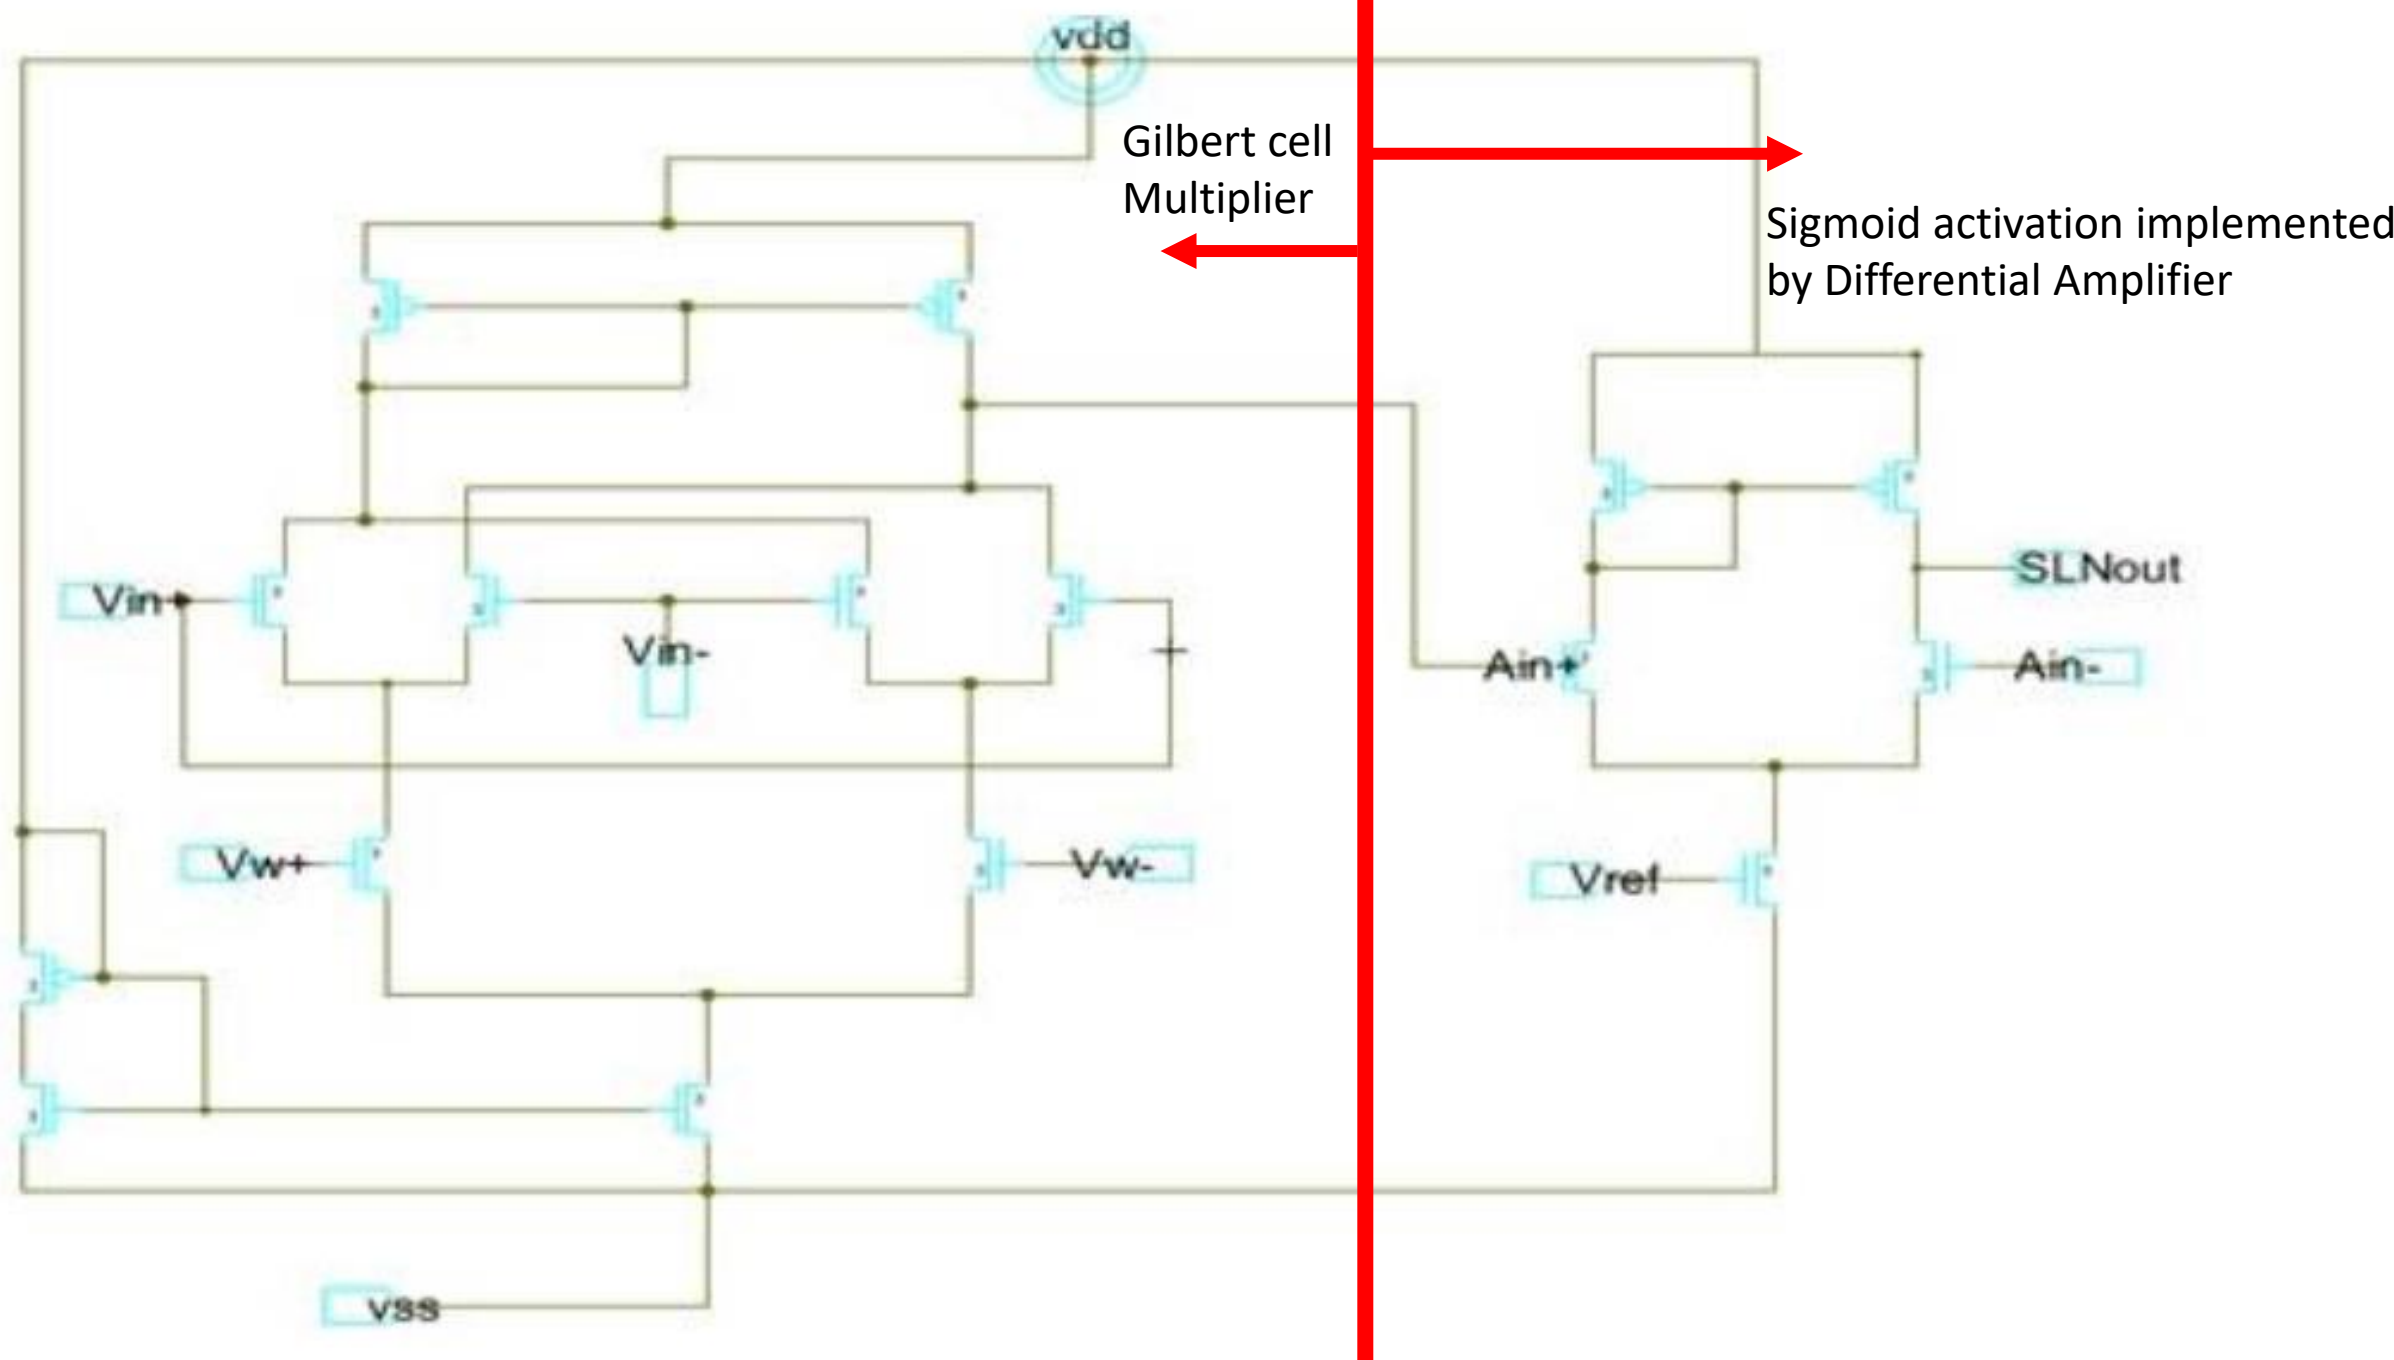 vdd
Gilbert cell
Multiplier
Sigmoid activation implemented
by Differential Amplifier
Vin+
Vin-
SLNout
Ain+
Ain-
Vw+
Vw-
Vref
vss